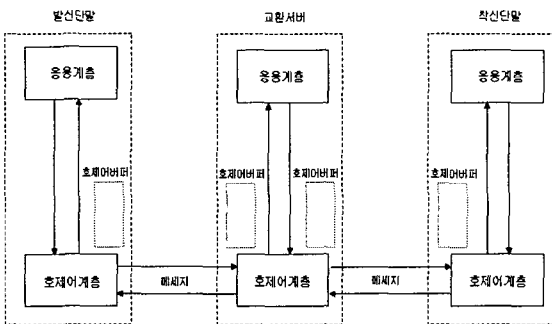 발신단말 교환서버 착신단말
응용계층 응용계층 응용계층
호제어버퍼 호제어버퍼 호제어버퍼 호제어버퍼
호제어계층 메세지 호제어계층 메세지 호제어계층